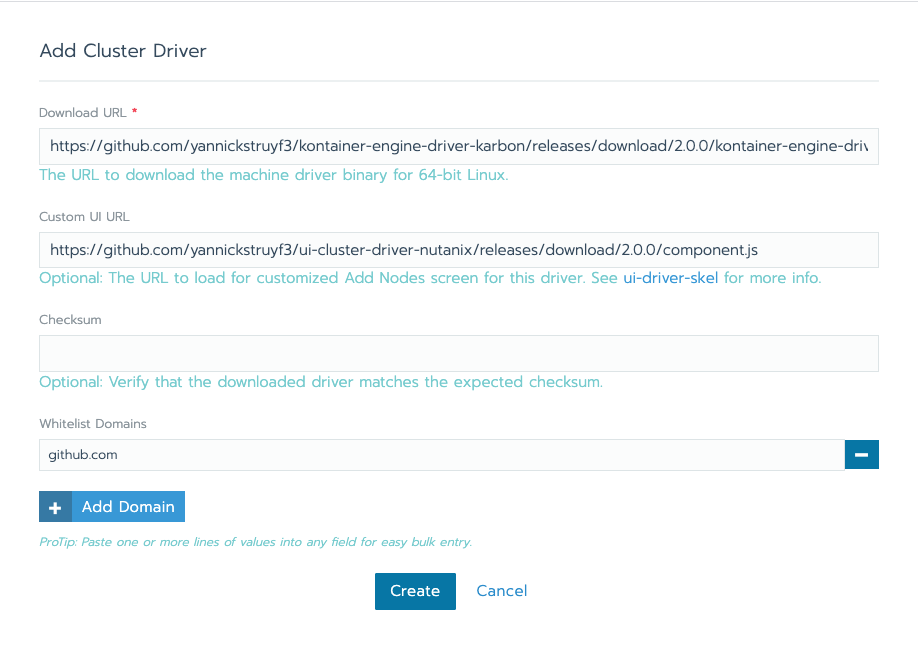 Add Cluster Driver
Download URL *
https://github.com/yannickstruyf3/kontainer-engine-driver-karbon/releases/download/2.0.0/kontainer-engine-driv
The URL to download the machine driver binary for 64-bit Linux.
Custom UI URL
https://github.com/yannickstruyf3/ui-cluster-driver-nutanix/releases/download/2.0.0/component.js
Optional: The URL to load for customized Add Nodes screen for this driver. See ui-driver-skel for more info.
Checksum
Optional: Verify that the downloaded driver matches the expected checksum.
Whitelist Domains
github.com
Add Domain
ProTip: Paste one or more lines of values into any field for easy bulk entry.
Create Cancel